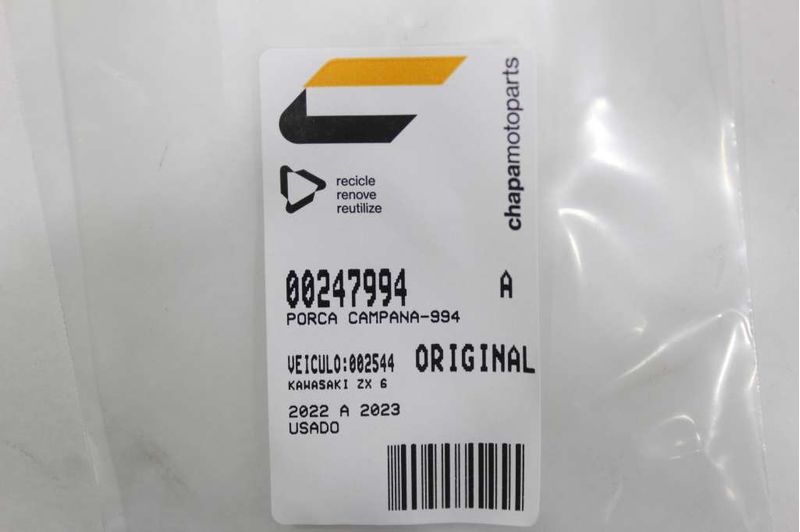 chapamotoparts
recicle
renove
reutilize
00247994 A
PORCA CAMPANA-994
VEICULO:002544 ORIGINAL
KAWASAKI ZX 6
2022 A 2023
USADO